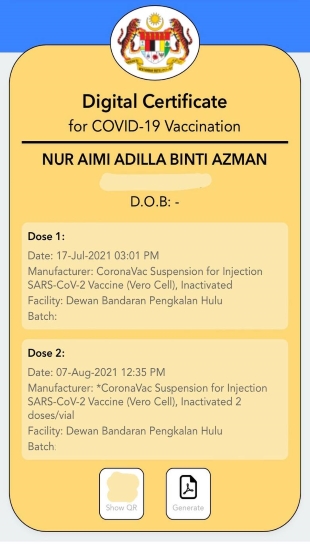 Digital Certificate
for COVID-19 Vaccination
NUR AIMI ADILLA BINTI AZMAN
D.O.B: -
Dose 1:
Date: 17-Jul-2021 03:01 PM
Manufacturer: CoronaVac Suspension for Injection
SARS-CoV-2 Vaccine (Vero Cell), Inactivated
Facility: Dewan Bandaran Pengkalan Hulu
Batch:
Dose 2:
Date: 07-Aug-2021 12:35 PM
Manufacturer: *CoronaVac Suspension for Injection
SARS-CoV-2 Vaccine (Vero Cell), Inactivated 2
doses/vial
Facility: Dewan Bandaran Pengkalan Hulu
Batch
Show QR
Generate